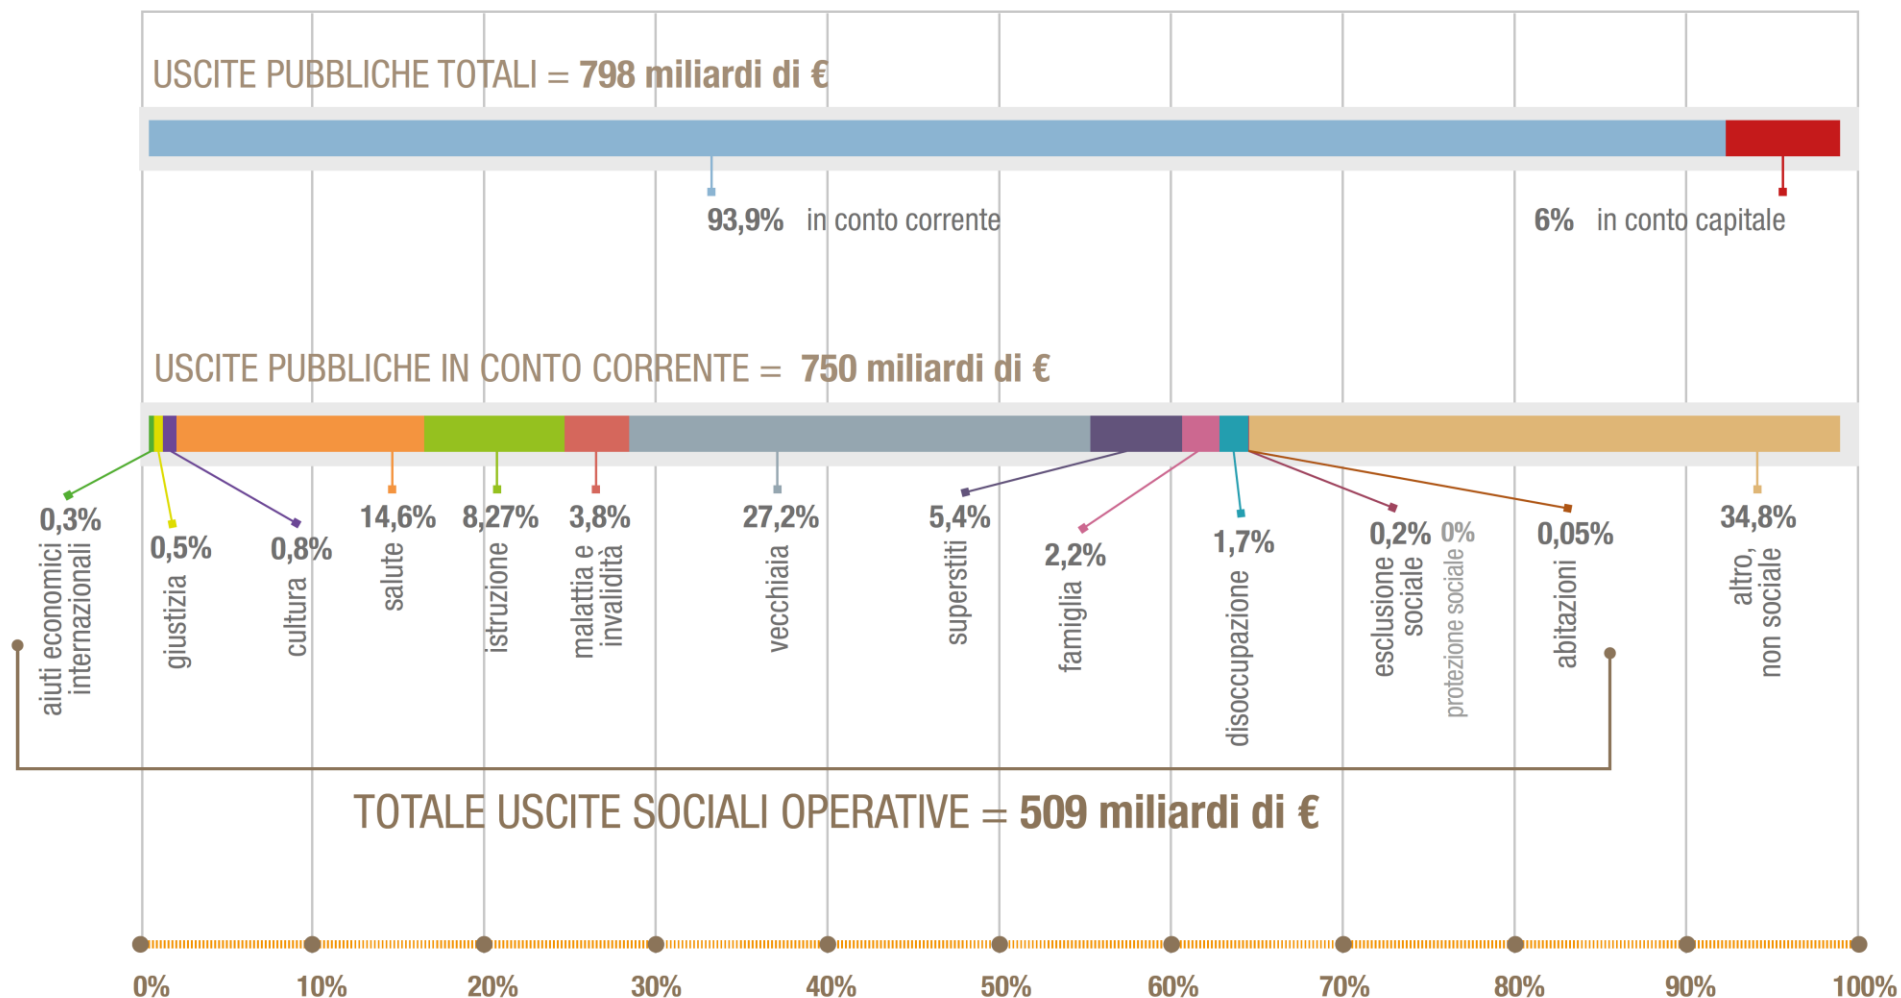 USCITE PUBBLICHE TOTALI = 798 miliardi di €
93,9% in conto corrente
6% in conto capitale
USCITE PUBBLICHE IN CONTO CORRENTE = 750 miliardi di €
0,3%
aiuti economici
internazionali
0,5%
giustizia
0,8%
cultura
14,6%
salute
8,27%
istruzione
3,8%
malattia e
invalidità
27,2%
vecchiaia
5,4%
superstiti
2,2%
famiglia
1,7%
disoccupazione
0,2%
esclusione
sociale
0%
protezione sociale
0,05%
abitazioni
34,8%
altro,
non sociale
TOTALE USCITE SOCIALI OPERATIVE = 509 miliardi di €
0% 10% 20% 30% 40% 50% 60% 70% 80% 90% 100%